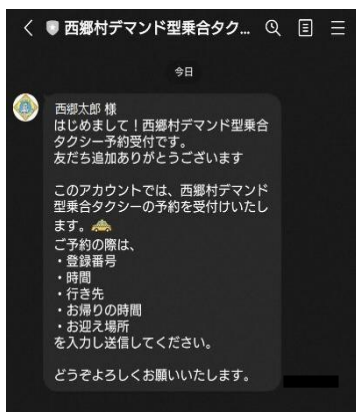 西郷村デマンド型乗合タク...
今日
西郷太郎 様
はじめまして！西郷村デマンド型乗合
タクシー予約受付です。
友だち追加ありがとうございます
このアカウントでは、西郷村デマンド
型乗合タクシーの予約を受付けいたし
ます。🚕
ご予約の際は、
・登録番号
・時間
・行き先
・お帰りの時間
・お迎え場所
を入力し送信してください。
どうぞよろしくお願いいたします。